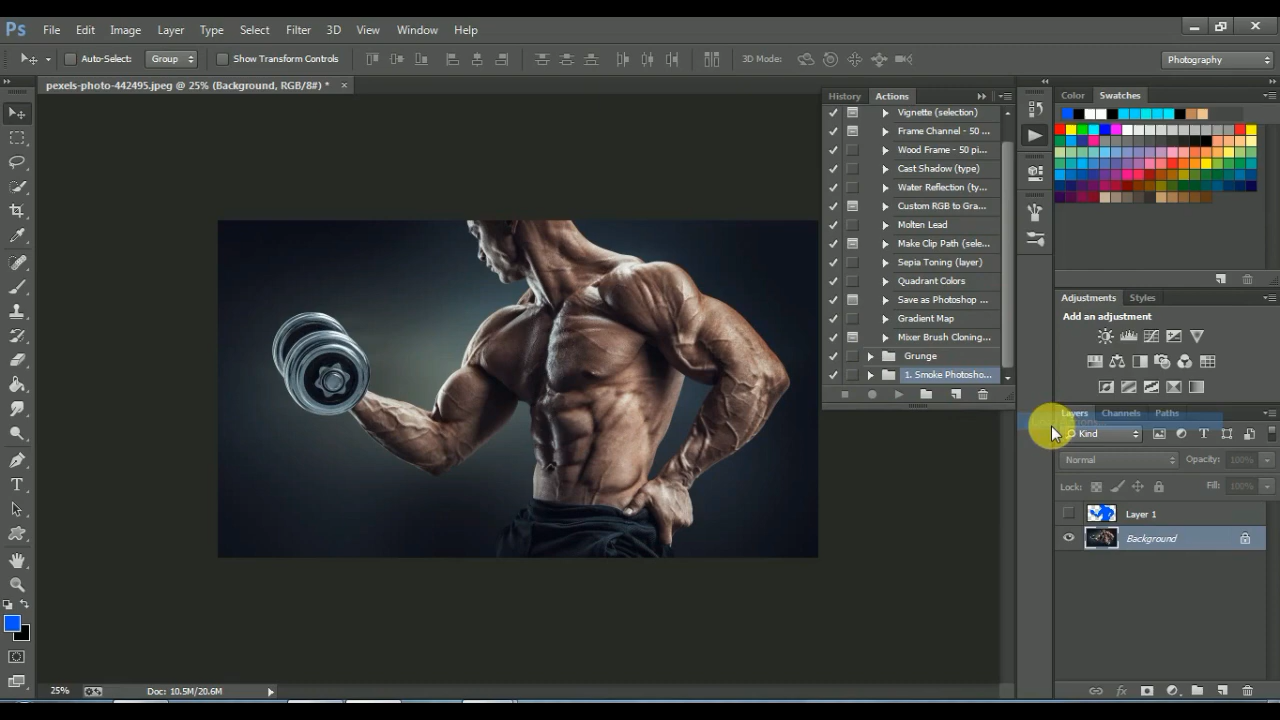 Ps File Edit Image Layer Type Select Filter 3D View Window Help
Auto-Select: Group Show Transform Controls 3D Mode: Photography
pexels-photo-442495.jpeg @ 25% (Background, RGB/8#) * ×
History Actions
Vignette (selection)
Frame Channel - 50 ...
Wood Frame - 50 pi...
Cast Shadow (type)
Water Reflection (ty...
Custom RGB to Gra...
Molten Lead
Make Clip Path (sele...
Sepia Toning (layer)
Quadrant Colors
Save as Photoshop ...
Gradient Map
Mixer Brush Cloning...
Grunge
1. Smoke Photosho...
Color Swatches
Adjustments Styles
Add an adjustment
Layers Channels Paths
Kind
Normal Opacity: 100%
Lock: Fill: 100%
Layer 1
Background
25% Doc: 10.5M/20.6M